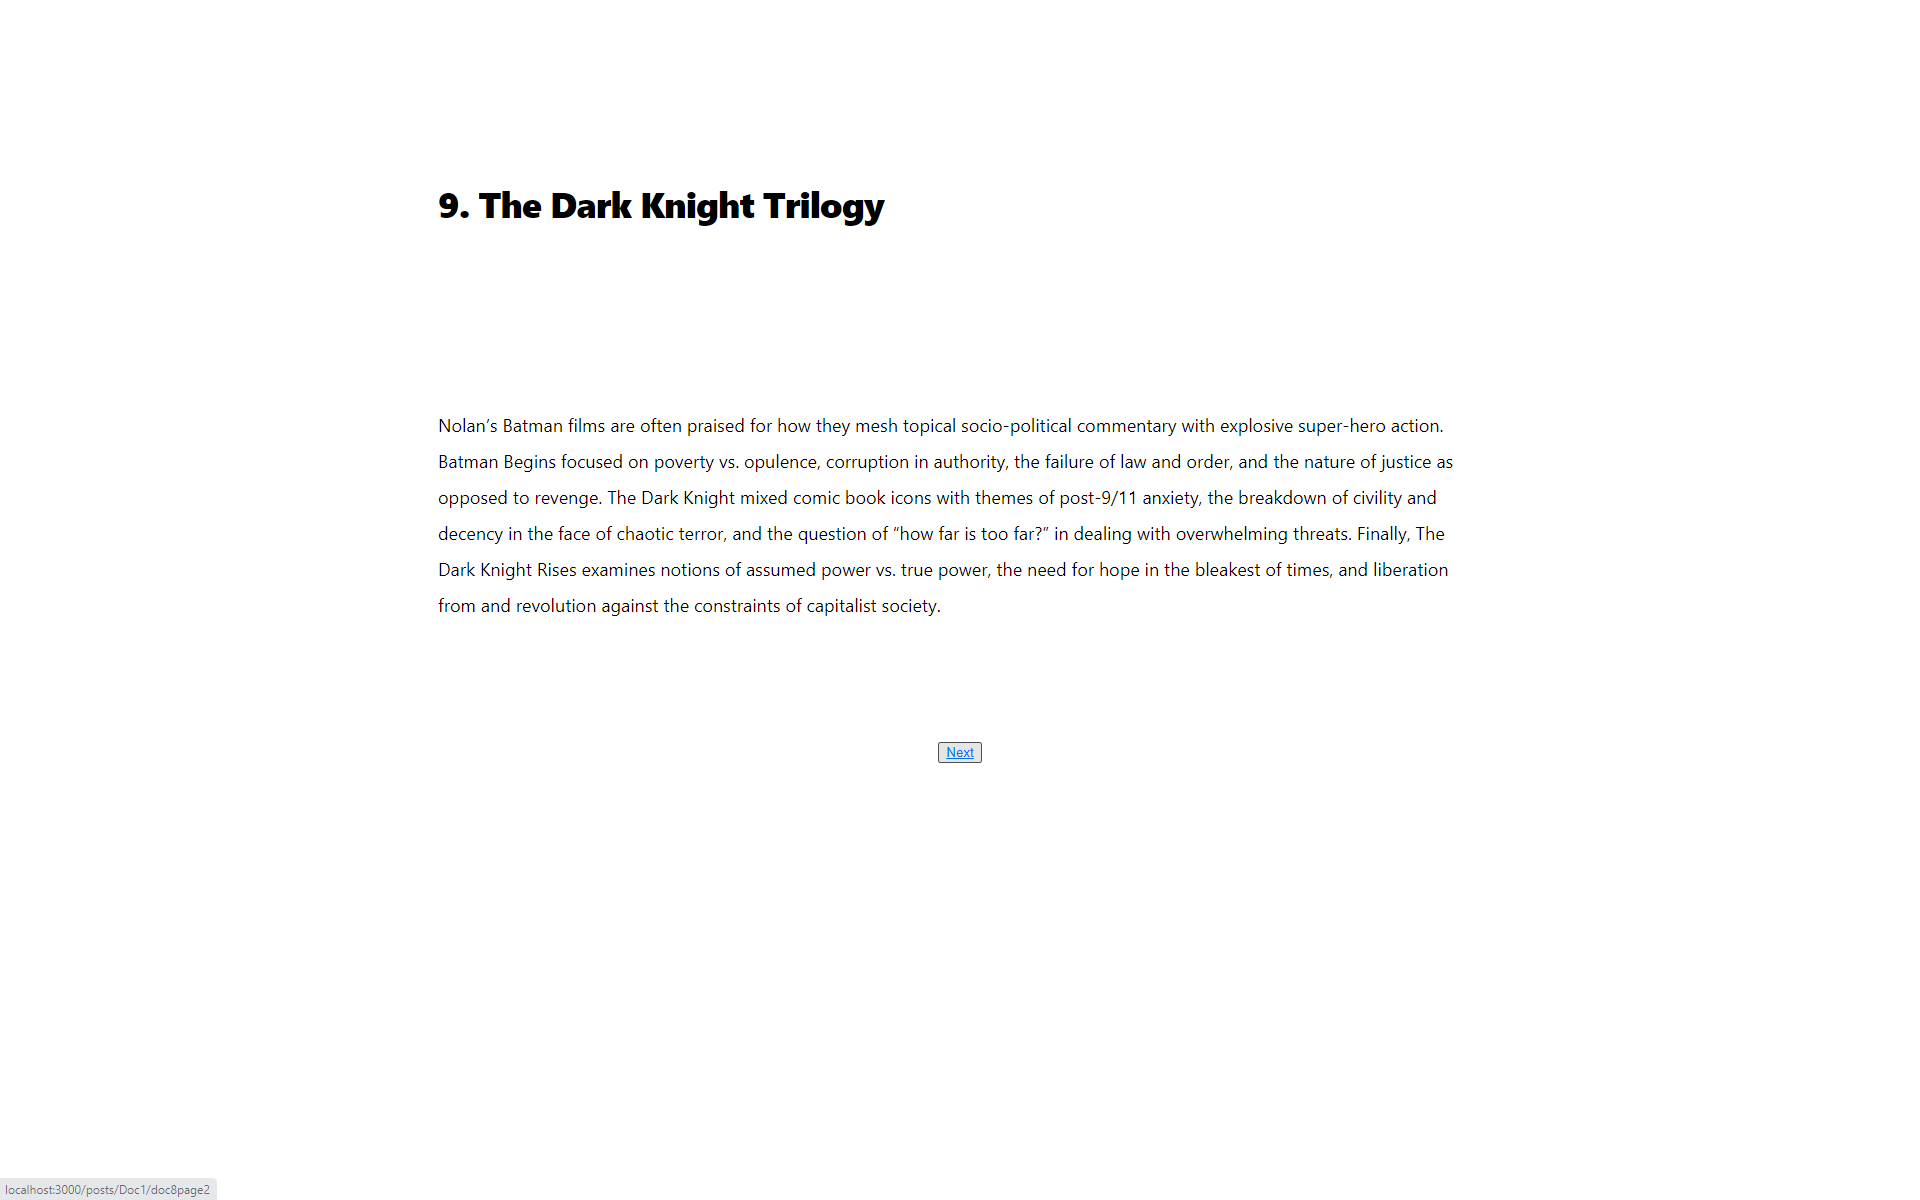 9. The Dark Knight Trilogy
Nolan’s Batman films are often praised for how they mesh topical socio-political commentary with explosive super-hero action.
Batman Begins focused on poverty vs. opulence, corruption in authority, the failure of law and order, and the nature of justice as
opposed to revenge. The Dark Knight mixed comic book icons with themes of post-9/11 anxiety, the breakdown of civility and
decency in the face of chaotic terror, and the question of “how far is too far?” in dealing with overwhelming threats. Finally, The
Dark Knight Rises examines notions of assumed power vs. true power, the need for hope in the bleakest of times, and liberation
from and revolution against the constraints of capitalist society.
Next
localhost:3000/posts/Doc1/doc8page2